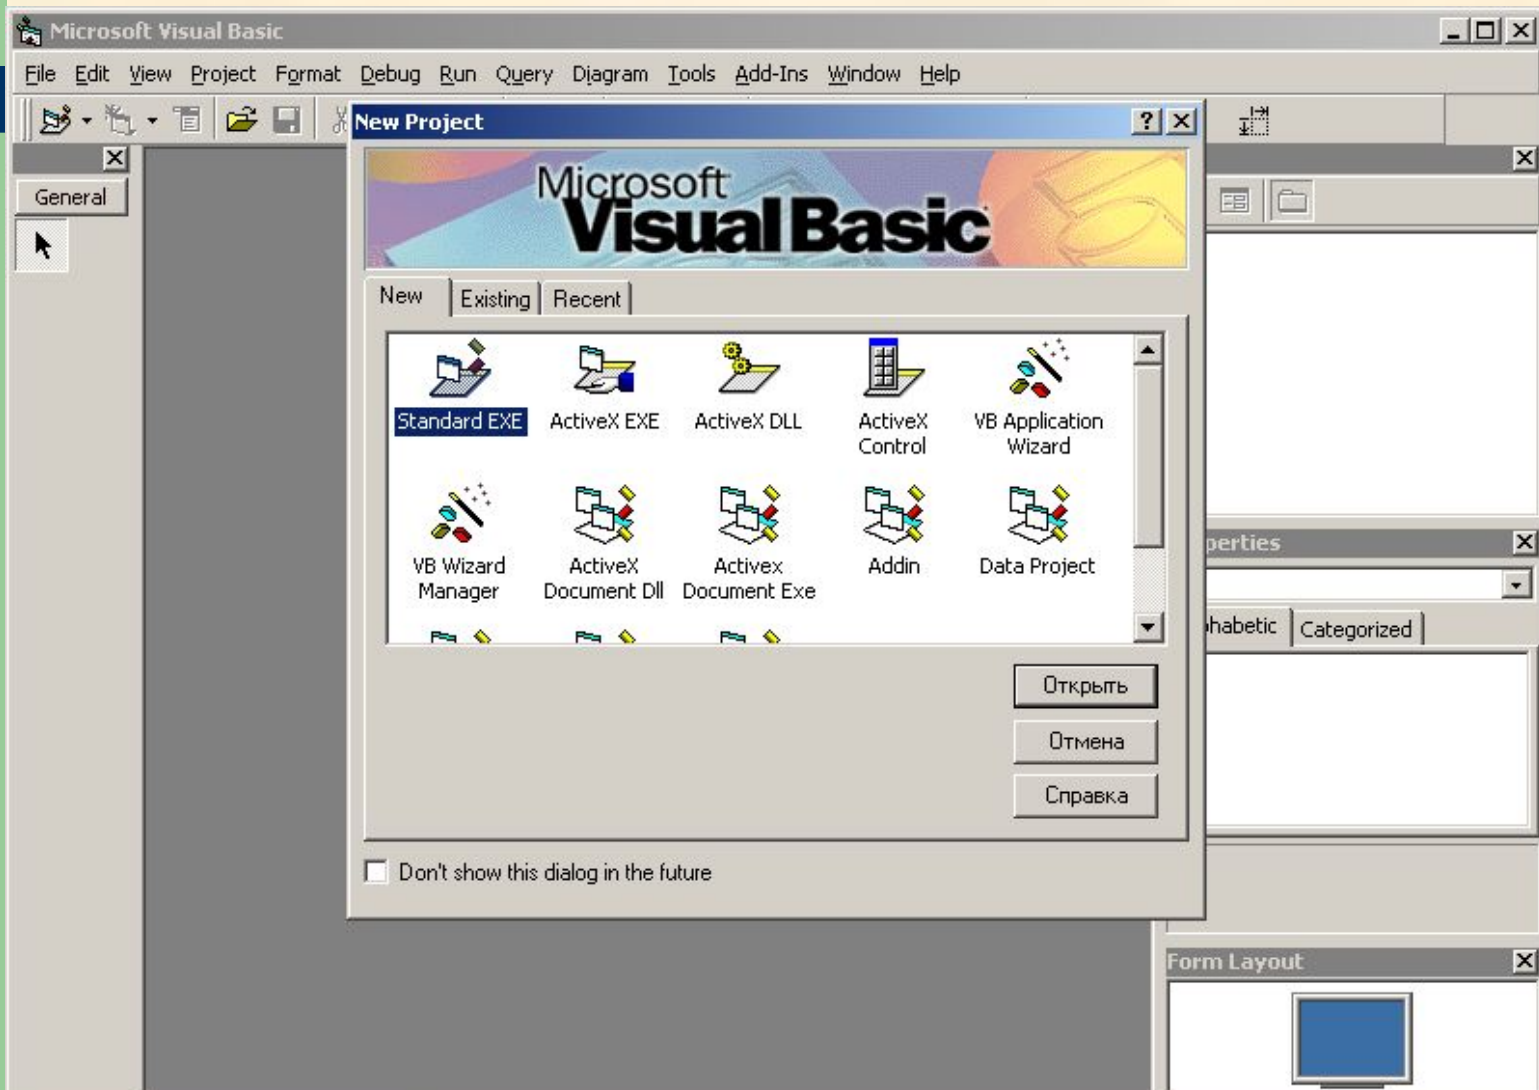 Microsoft Visual Basic
File Edit View Project Format Debug Run Query Diagram Tools Add-Ins Window Help
New Project
General
Microsoft
Visual Basic
New Existing Recent
Standard EXE ActiveX EXE ActiveX DLL ActiveX Control VB Application Wizard
VB Wizard Manager ActiveX Document Dll Activex Document Exe Addin Data Project
Открыть
Отмена
Справка
Don't show this dialog in the future
Categorized
Form Layout